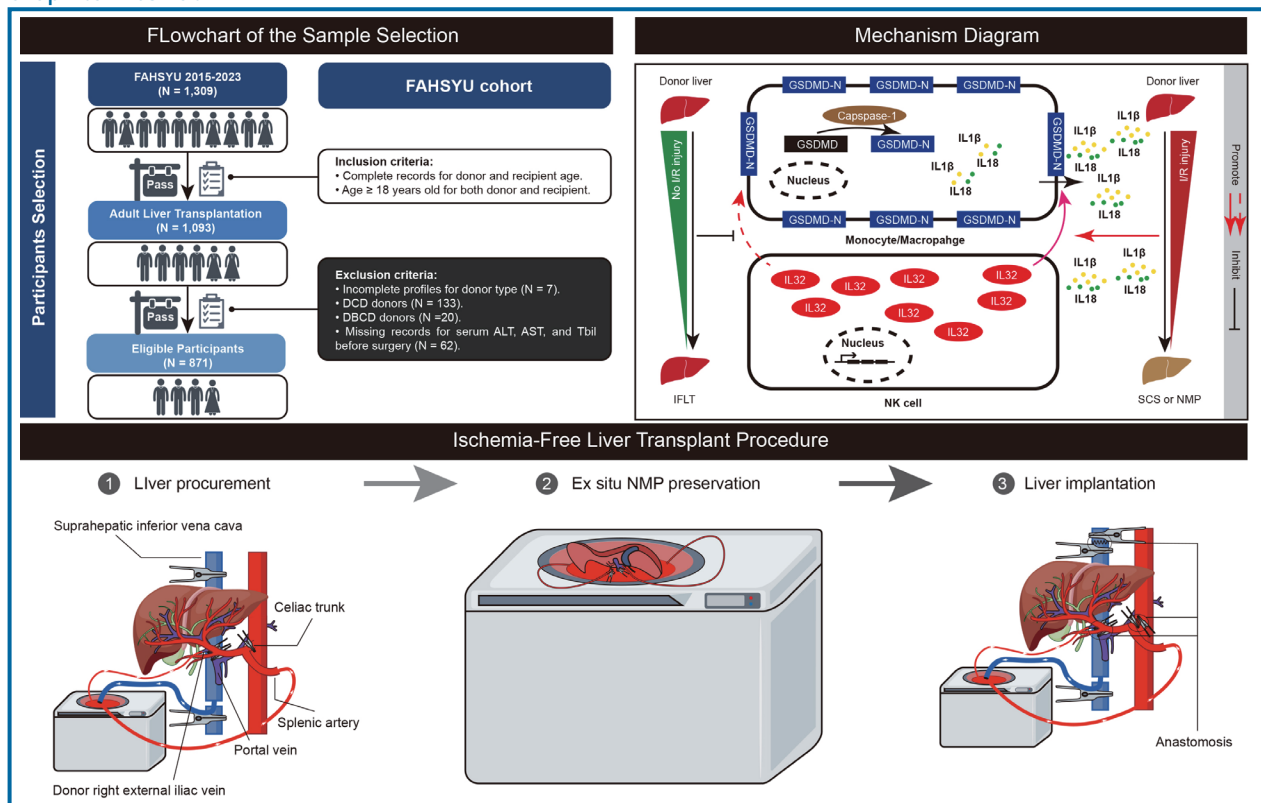 FLowchart of the Sample Selection
Participants Selection
FAHSYU 2015-2023
(N = 1,309)
FAHSYU cohort
Pass
Inclusion criteria:
• Complete records for donor and recipient age.
• Age ≥ 18 years old for both donor and recipient.
Adult Liver Transplantation
(N = 1,093)
Pass
Exclusion criteria:
• Incomplete profiles for donor type (N = 7).
• DCD donors (N = 133).
• DBCD donors (N =20).
• Missing records for serum ALT, AST, and Tbil
before surgery (N = 62).
Eligible Participants
(N = 871)
Mechanism Diagram
Donor liver
No I/R injury
IFLT
GSDMD-N
GSDMD-N
GSDMD-N
GSDMD-N
Capspase-1
GSDMD
GSDMD-N
Nucleus
IL1β
IL18
GSDMD-N
GSDMD-N
GSDMD-N
GSDMD-N
Monocyte/Macropahge
IL32
IL32
IL32
IL32
IL32
IL32
IL32
IL32
Nucleus
NK cell
IL1β
IL18
IL1β
IL18
IL1β
IL18
IL1β
IL18
IL1β
Donor liver
I/R injury
SCS or NMP
Promote
Inhibit
Ischemia-Free Liver Transplant Procedure
1 LIver procurement
Suprahepatic inferior vena cava
Celiac trunk
Splenic artery
Portal vein
Donor right external iliac vein
2 Ex situ NMP preservation
3 Liver implantation
Anastomosis